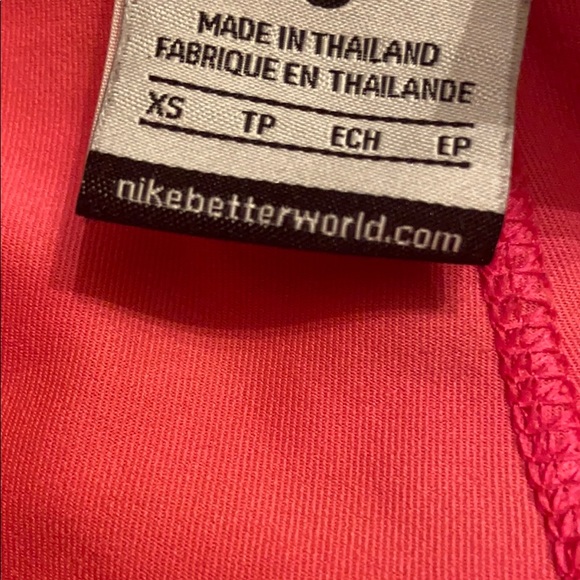 MADE IN THAILAND
FABRIQUE EN THAILANDE
XS TP ECH EP
nikebetterworld.com